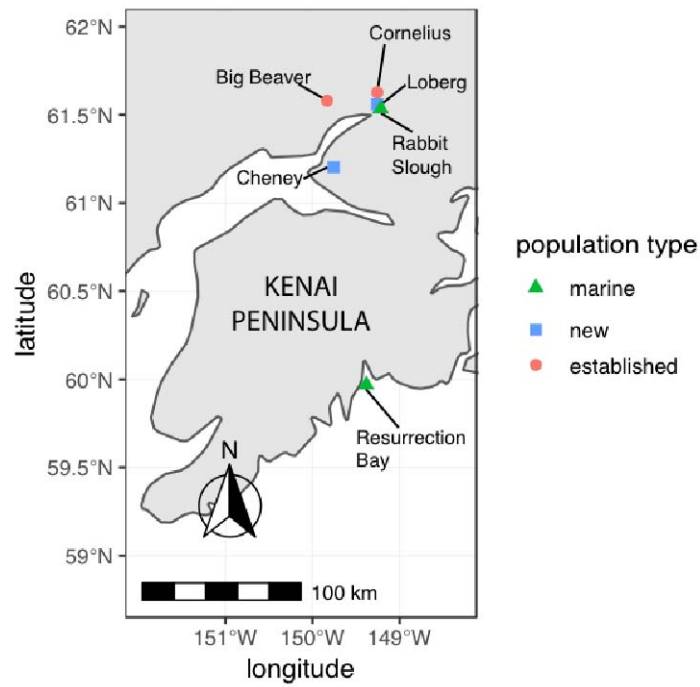 62°N
Cornelius
Big Beaver
Loberg
61.5°N
Rabbit
Slough
Cheney
61°N
population type
marine
new
established
60.5°N
KENAI
PENINSULA
latitude
60°N
Resurrection
Bay
N
59.5°N
59°N
100 km
151°W 150°W 149°W
longitude